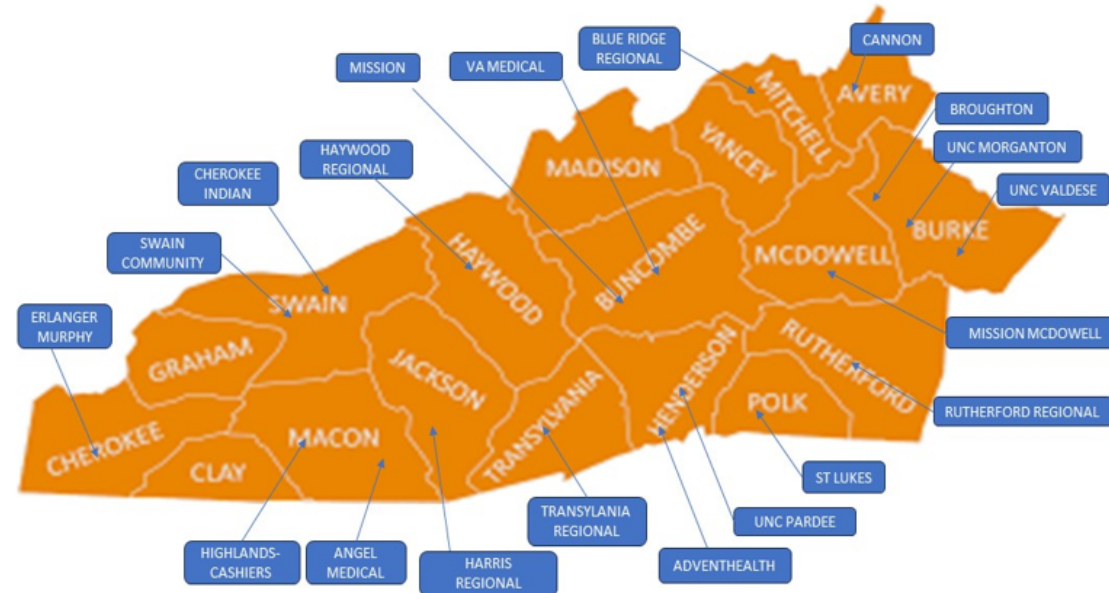 BLUE RIDGE
REGIONAL
CANNON
MISSION
VA MEDICAL
MITCHELL
AVERY
BROUGHTON
HAYWOOD
REGIONAL
YANCEY
UNC MORGANTON
CHEROKEE
INDIAN
MADISON
UNC VALDESE
SWAIN
COMMUNITY
HAYWOOD
BUNCOMBE
MCDOWELL
BURKE
SWAIN
ERLANGER
MURPHY
GRAHAM
JACKSON
HENDERSON
RUTHERFORD
MISSION MCDOWELL
CHEROKEE
CLAY
MACON
TRANSYLVANIA
POLK
RUTHERFORD REGIONAL
ST LUKES
HIGHLANDS-
CASHIERS
ANGEL
MEDICAL
HARRIS
REGIONAL
TRANSYLANIA
REGIONAL
ADVENTHEALTH
UNC PARDEE